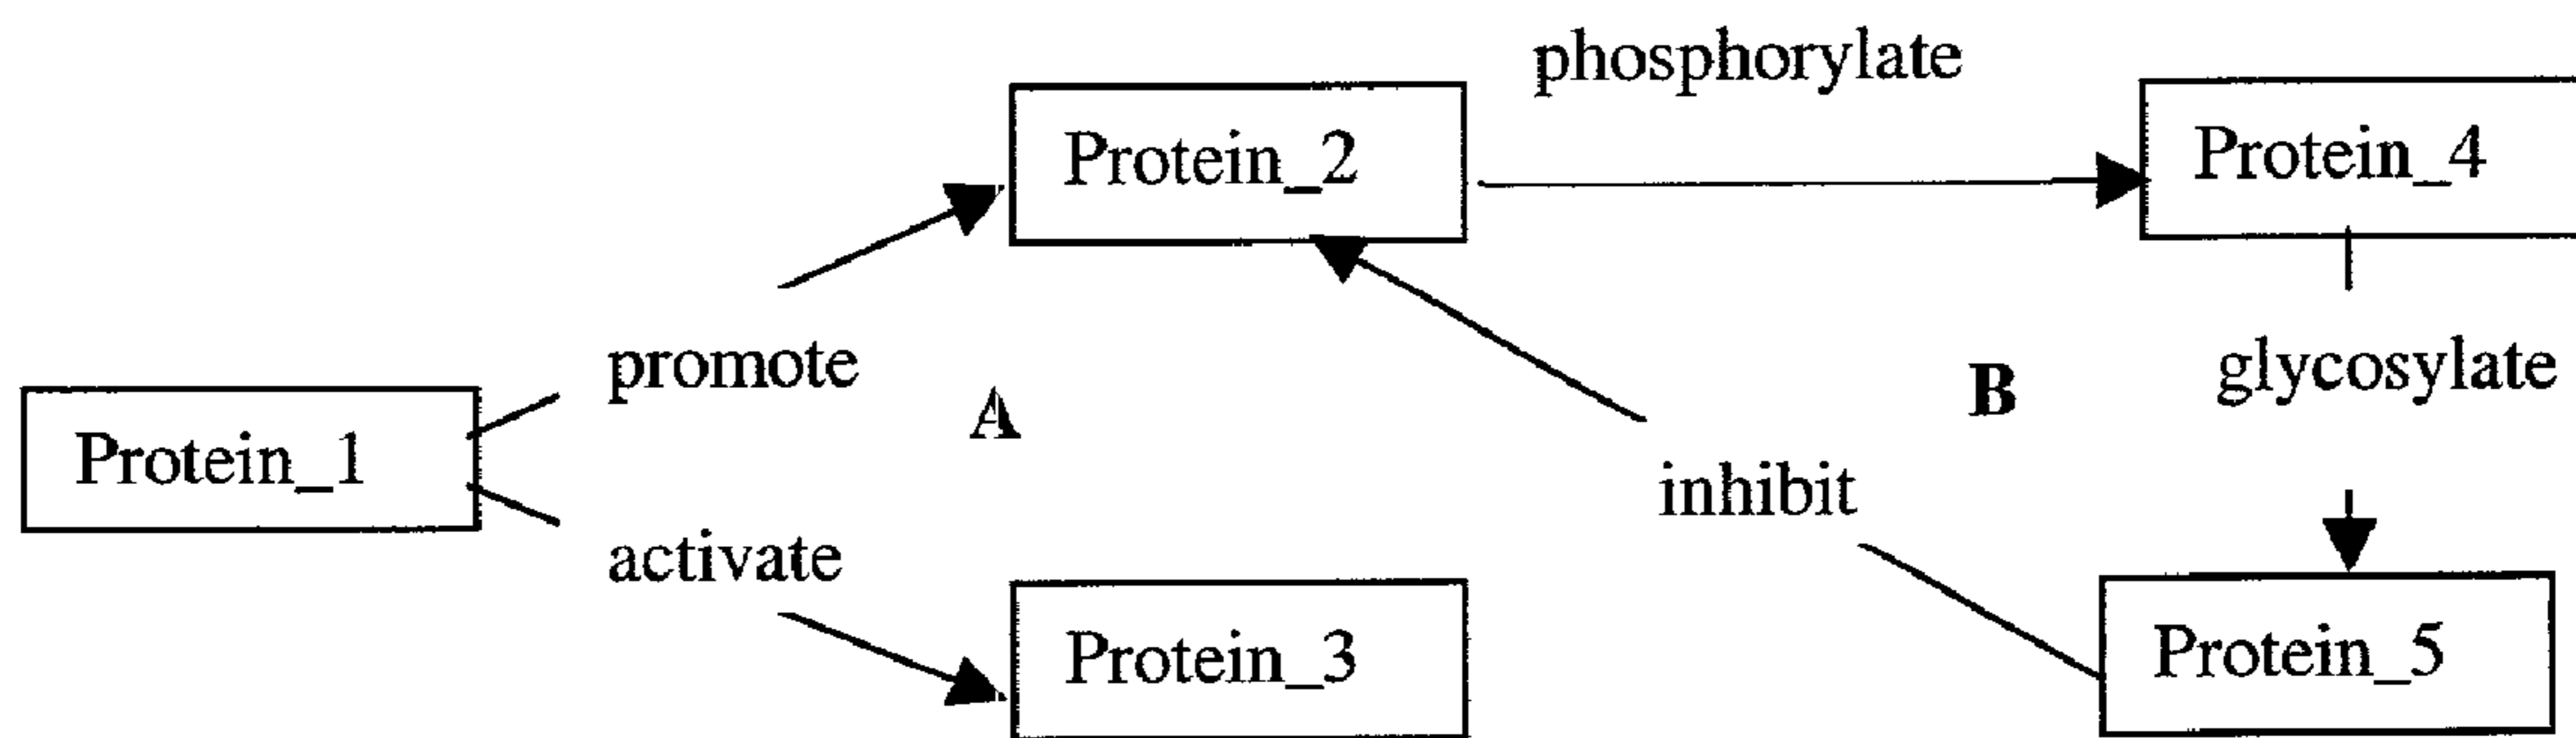 phosphorylate
Protein_2
Protein_4
promote
A
B
glycosylate
Protein_1
inhibit
activate
Protein_3
Protein_5